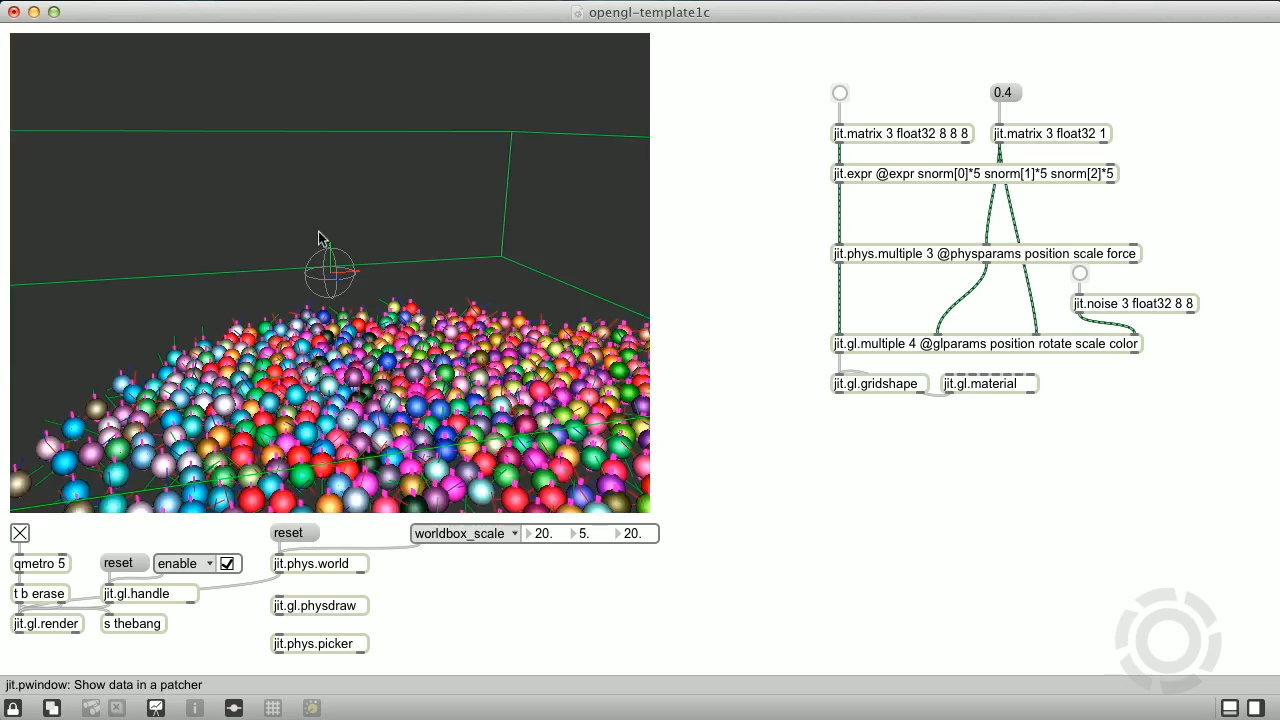 opengl-template1c
0.4
jit.matrix 3 float32 8 8 8
jit.matrix 3 float32 1
jit.expr @expr snorm[0]*5 snorm[1]*5 snorm[2]*5
jit.phys.multiple 3 @physparams position scale force
jit.noise 3 float32 8 8
jit.gl.multiple 4 @glparams position rotate scale color
jit.gl.gridshape
jit.gl.material
reset
worldbox_scale 20. 5. 20.
qmetro 5
reset
enable
jit.phys.world
t b erase
jit.gl.handle
jit.gl.physdraw
jit.gl.render
s thebang
jit.phys.picker
jit.pwindow: Show data in a patcher